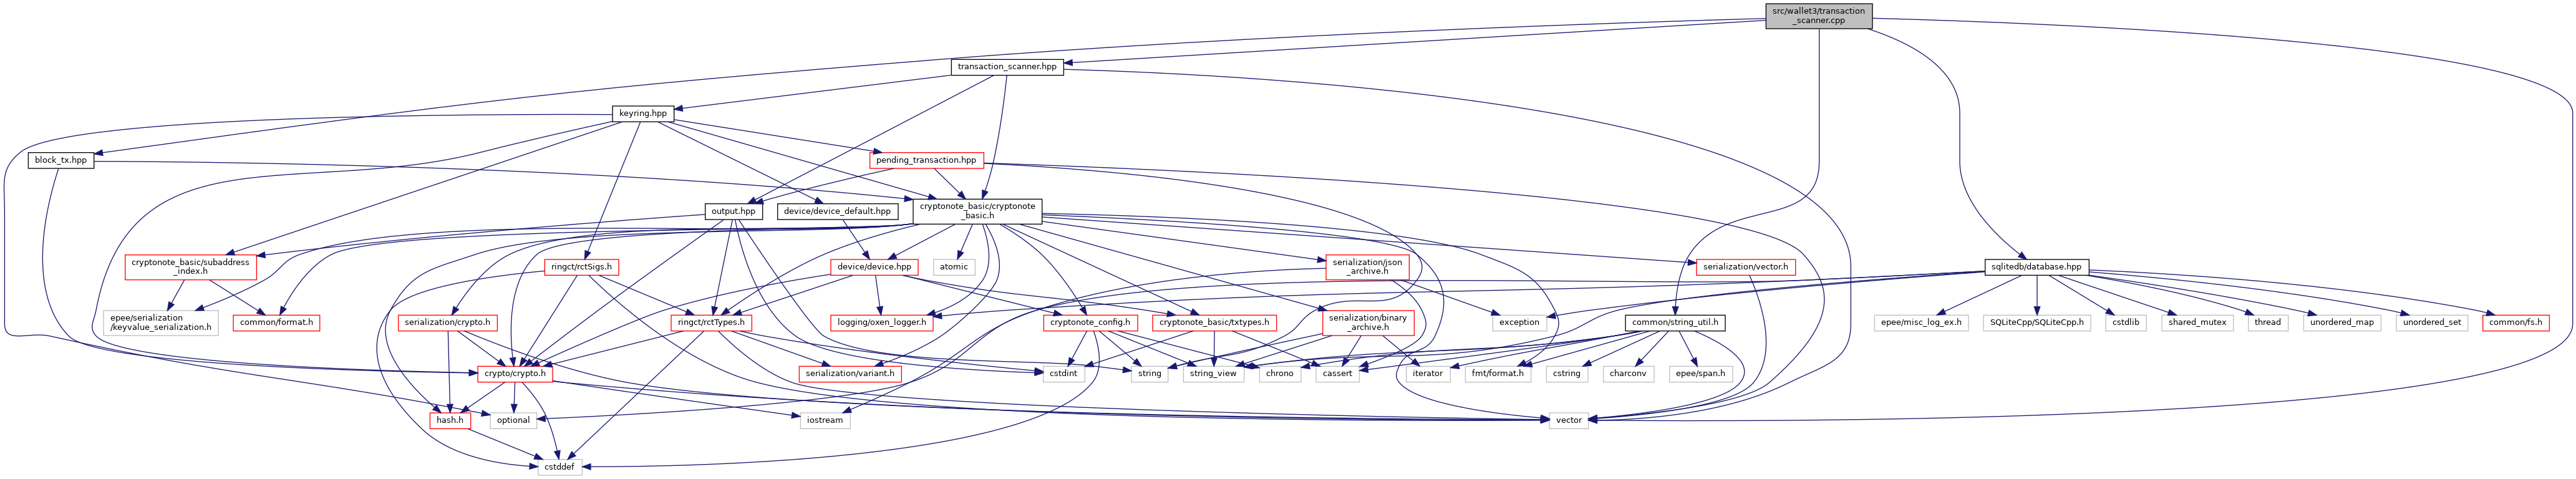 src/wallet3/transaction
_scanner.cpp
transaction_scanner.hpp
keyring.hpp
block_tx.hpp
pending_transaction.hpp
output.hpp
device/device_default.hpp
cryptonote_basic/cryptonote
_basic.h
cryptonote_basic/subaddress
_index.h
ringct/rctSigs.h
device/device.hpp
atomic
serialization/json
_archive.h
serialization/vector.h
sqlitedb/database.hpp
epee/serialization
/keyvalue_serialization.h
common/format.h
serialization/crypto.h
ringct/rctTypes.h
logging/oxen_logger.h
cryptonote_config.h
cryptonote_basic/txtypes.h
serialization/binary
_archive.h
exception
common/string_util.h
epee/misc_log_ex.h
SQLiteCpp/SQLiteCpp.h
cstdlib
shared_mutex
thread
unordered_map
unordered_set
common/fs.h
crypto/crypto.h
serialization/variant.h
cstdint
string
string_view
chrono
cassert
iterator
fmt/format.h
cstring
charconv
epee/span.h
hash.h
optional
iostream
vector
cstddef